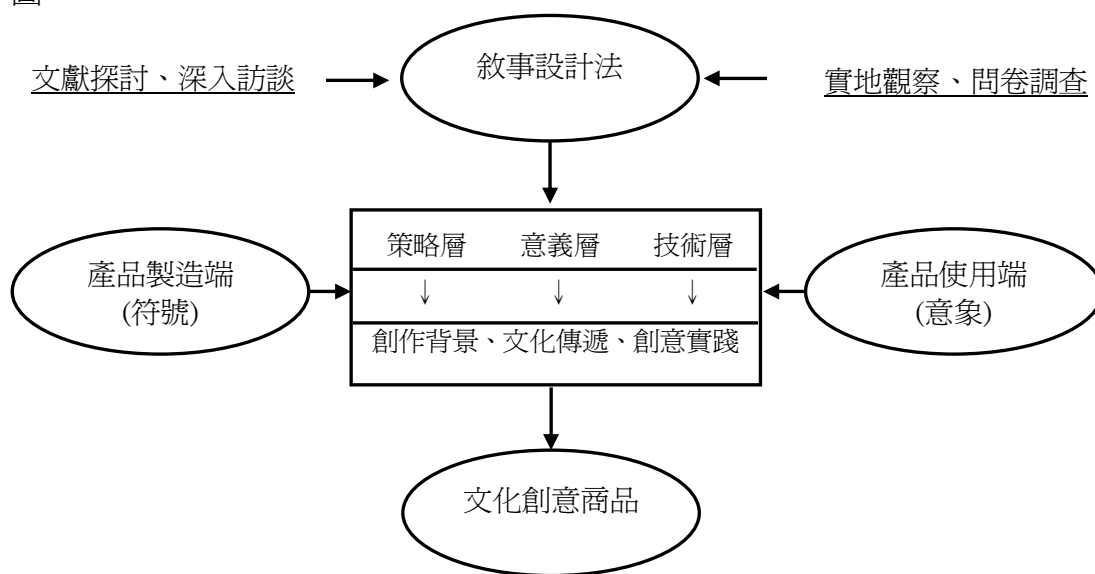 圖
敘事設計法
文獻探討、深入訪談
實地觀察、問卷調查
策略層 意義層 技術層
產品製造端
(符號)
產品使用端
(意象)
↓ ↓ ↓
創作背景、文化傳遞、創意實踐
文化創意商品